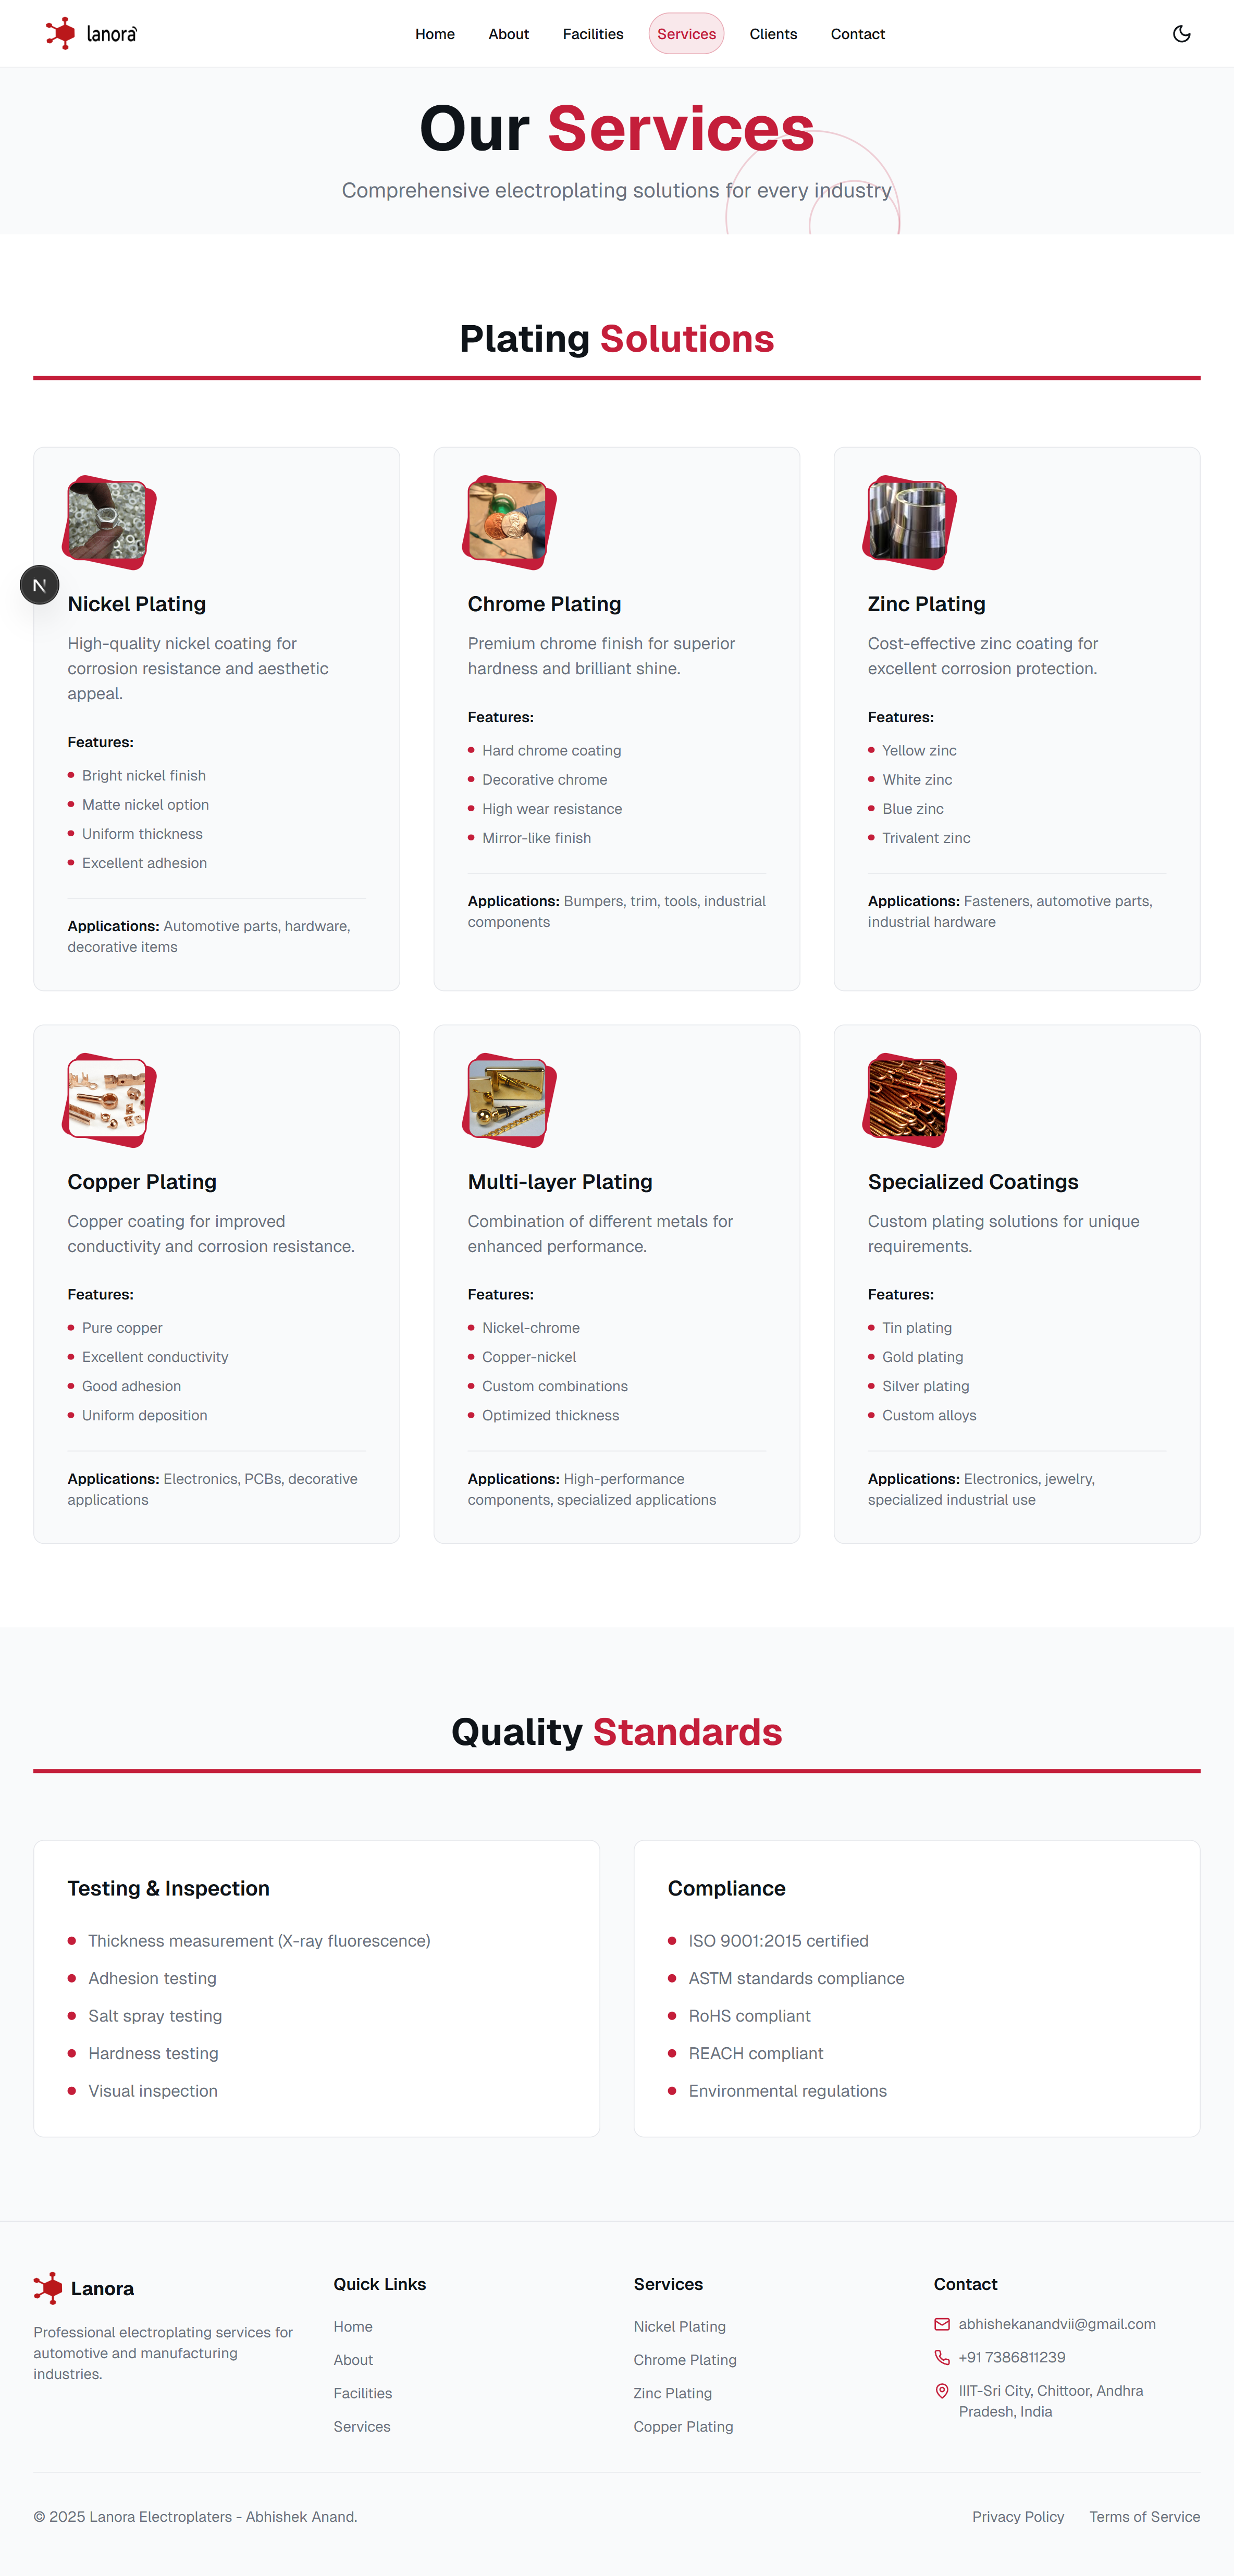 lanora
Home About Facilities Services Clients Contact
Our Services
Comprehensive electroplating solutions for every industry
Plating Solutions
Nickel Plating
High-quality nickel coating for
corrosion resistance and aesthetic
appeal.
Features:
Bright nickel finish
Matte nickel option
Uniform thickness
Excellent adhesion
Applications: Automotive parts, hardware,
decorative items
Chrome Plating
Premium chrome finish for superior
hardness and brilliant shine.
Features:
Hard chrome coating
Decorative chrome
High wear resistance
Mirror-like finish
Applications: Bumpers, trim, tools, industrial
components
Zinc Plating
Cost-effective zinc coating for
excellent corrosion protection.
Features:
Yellow zinc
White zinc
Blue zinc
Trivalent zinc
Applications: Fasteners, automotive parts,
industrial hardware
N
Copper Plating
Copper coating for improved
conductivity and corrosion resistance.
Features:
Pure copper
Excellent conductivity
Good adhesion
Uniform deposition
Applications: Electronics, PCBs, decorative
applications
Multi-layer Plating
Combination of different metals for
enhanced performance.
Features:
Nickel-chrome
Copper-nickel
Custom combinations
Optimized thickness
Applications: High-performance
components, specialized applications
Specialized Coatings
Custom plating solutions for unique
requirements.
Features:
Tin plating
Gold plating
Silver plating
Custom alloys
Applications: Electronics, jewelry,
specialized industrial use
Quality Standards
Testing & Inspection
Thickness measurement (X-ray fluorescence)
Adhesion testing
Salt spray testing
Hardness testing
Visual inspection
Compliance
ISO 9001:2015 certified
ASTM standards compliance
RoHS compliant
REACH compliant
Environmental regulations
Lanora
Professional electroplating services for
automotive and manufacturing
industries.
Quick Links
Home
About
Facilities
Services
Services
Nickel Plating
Chrome Plating
Zinc Plating
Copper Plating
Contact
abhishekanandvii@gmail.com
+91 7386811239
IIIT-Sri City, Chittoor, Andhra
Pradesh, India
© 2025 Lanora Electroplaters - Abhishek Anand.
Privacy Policy Terms of Service